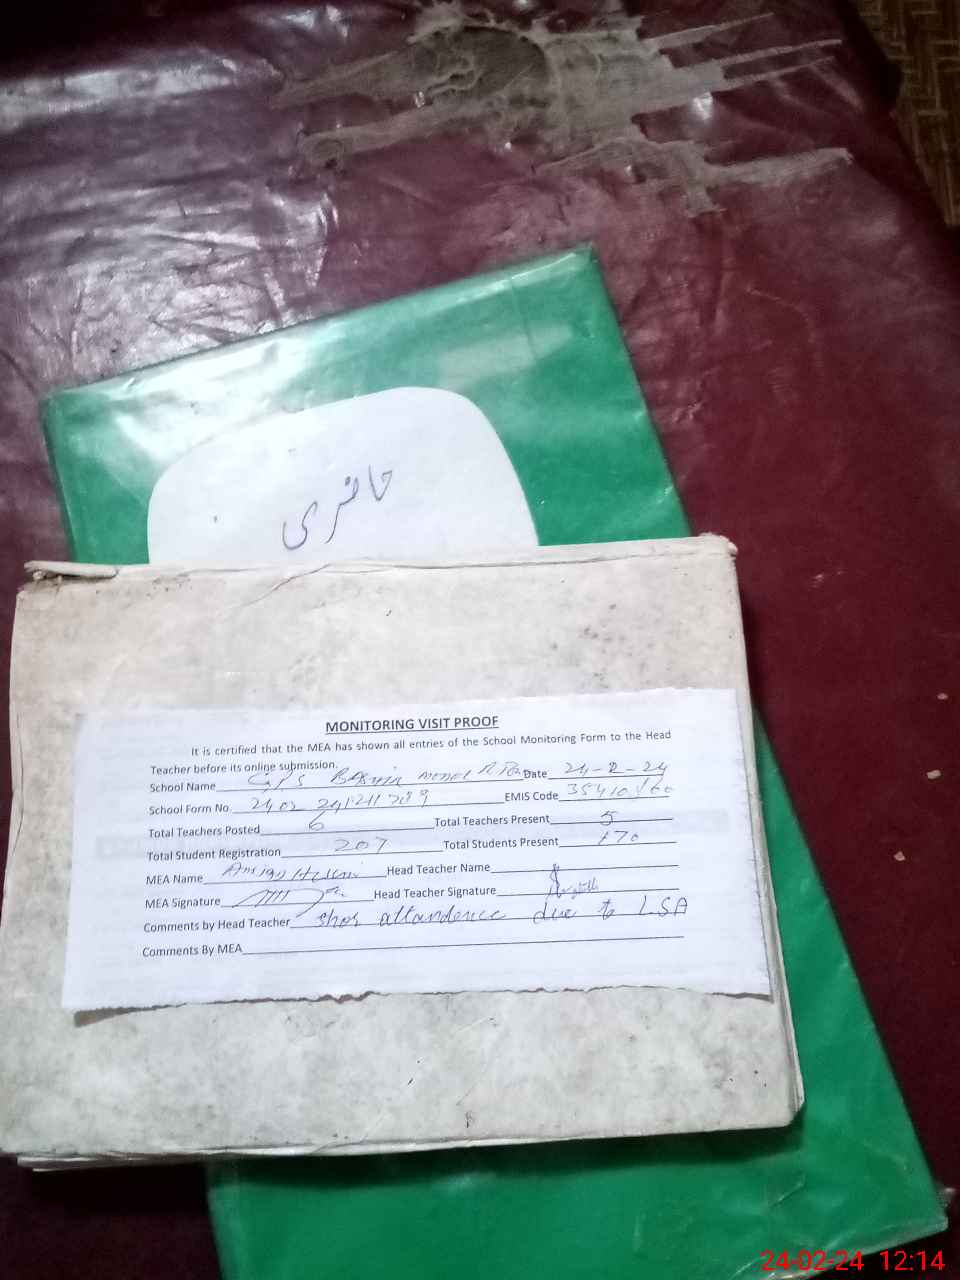 حاضری
MONITORING VISIT PROOF
It is certified that the MEA has shown all entries of the School Monitoring Form to the Head
Teacher before its online submission.
School Name GPS Date 24-2-24
School Form No. EMIS Code
Total Teachers Posted 6 Total Teachers Present 5
Total Student Registration 207 Total Students Present 170
MEA Name Head Teacher Name
MEA Signature Head Teacher Signature
Comments by Head Teacher attandence due to LSA
Comments By MEA
24-02-24 12:14